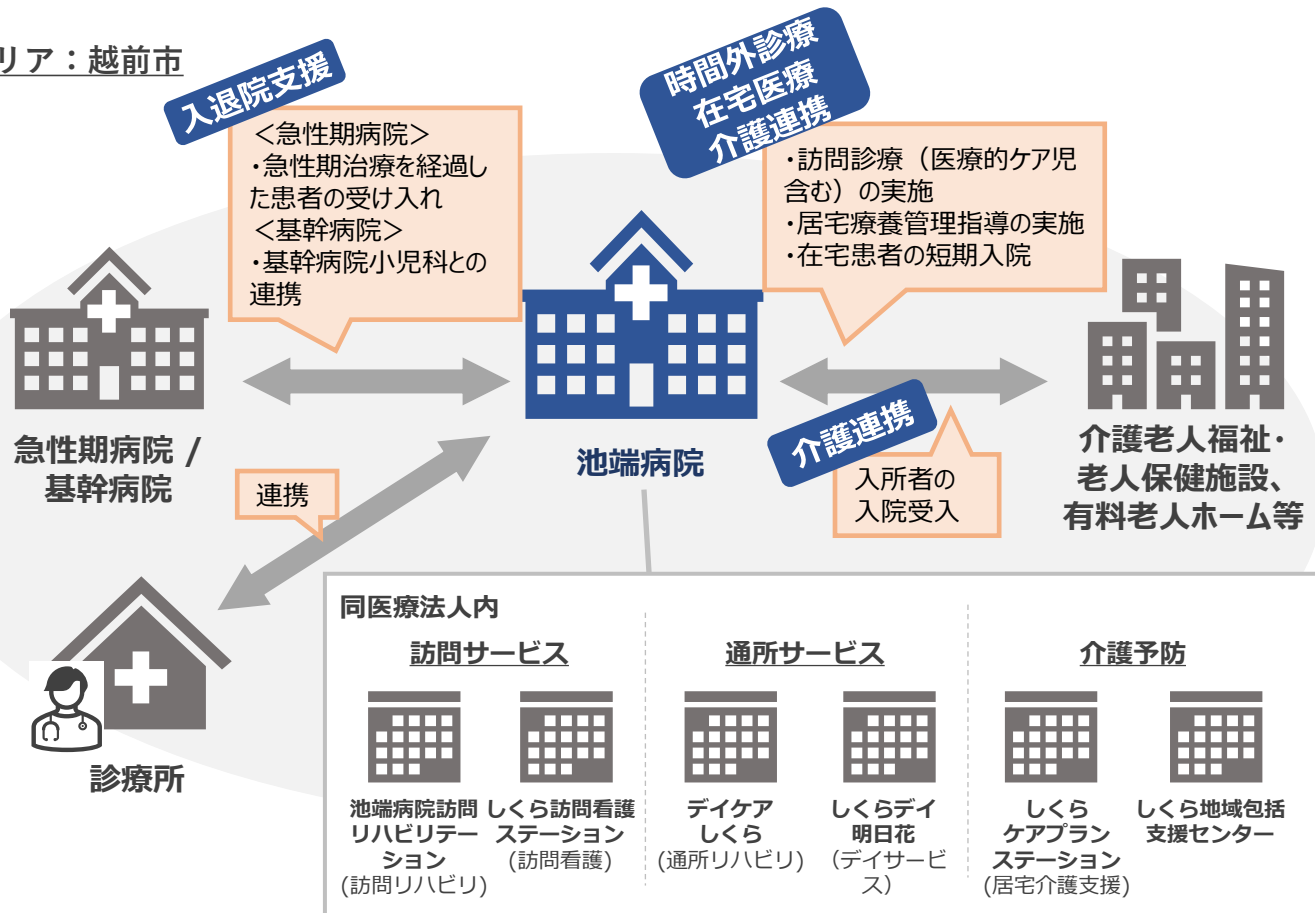 リア：越前市
入退院支援
＜急性期病院＞
・急性期治療を経過し
た患者の受け入れ
＜基幹病院＞
・基幹病院小児科との
連携
時間外診療
在宅医療
介護連携
・訪問診療（医療的ケア児
含む）の実施
・居宅療養管理指導の実施
・在宅患者の短期入院
急性期病院 /
基幹病院
池端病院
介護連携
入所者の
入院受入
介護老人福祉・
老人保健施設、
有料老人ホーム等
連携
診療所
同医療法人内
訪問サービス
池端病院訪問
リハビリテー
ション
(訪問リハビリ)
しくら訪問看護
ステーション
(訪問看護)
通所サービス
デイケア
しくら
(通所リハビリ)
しくらデイ
明日花
（デイサービ
ス）
介護予防
しくら
ケアプラン
ステーション
(居宅介護支援)
しくら地域包括
支援センター